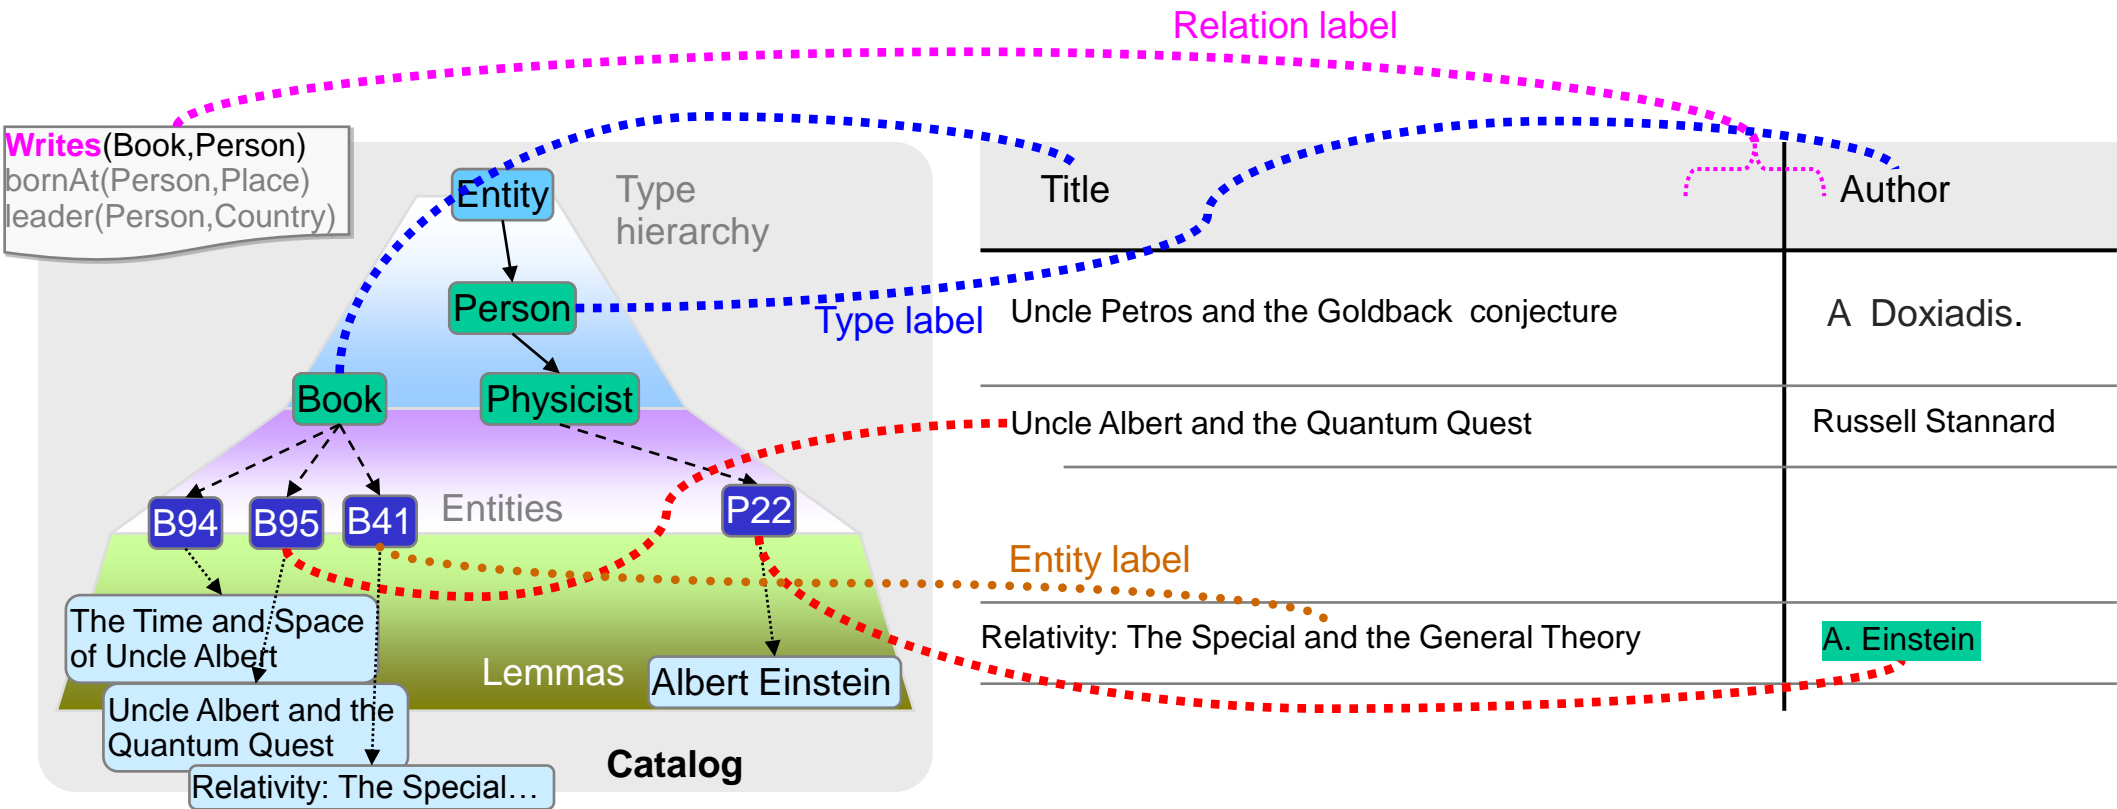 Relation label
Writes(Book,Person)
bornAt(Person,Place)
leader(Person,Country)
Entity
Type
hierarchy
Person
Type label
Book
Physicist
B94
B95
B41
Entities
P22
The Time and Space
of Uncle Albert
Lemmas
Albert Einstein
Uncle Albert and the
Quantum Quest
Relativity: The Special…
Catalog
Title
Author
Uncle Petros and the Goldback conjecture
A Doxiadis.
Uncle Albert and the Quantum Quest
Russell Stannard
Entity label
Relativity: The Special and the General Theory
A. Einstein